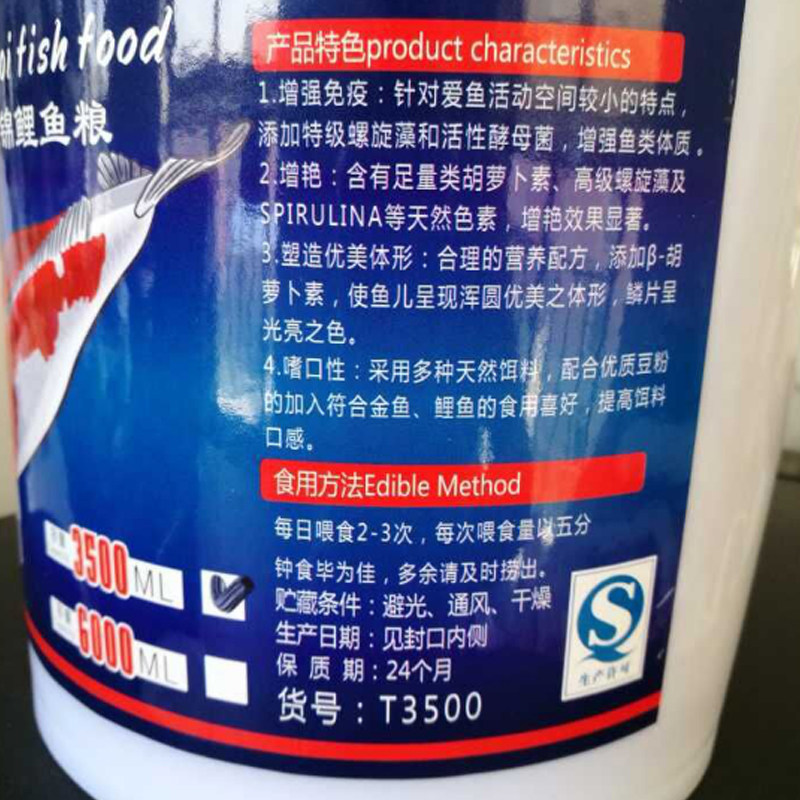 oi fish food
锦鲤鱼粮
产品特色product characteristics
1.增强免疫：针对爱鱼活动空间较小的特点，
添加特级螺旋藻和活性酵母菌，增强鱼类体质。
2.增艳：含有足量类胡萝卜素、高级螺旋藻及
SPIRULINA等天然色素，增艳效果显著。
3.塑造优美体形：合理的营养配方，添加β-胡
萝卜素，使鱼儿呈现浑圆优美之体形，鳞片呈
光亮之色。
4.嗜口性：采用多种天然饵料，配合优质豆粉
的加入符合金鱼、鲤鱼的食用喜好，提高饵料
口感。
食用方法Edible Method
每日喂食2-3次，每次喂食量以五分
钟食毕为佳，多余请及时捞出。
贮藏条件：避光、通风、干燥
生产日期：见封口内侧
保 质 期：24个月
货号：T3500
3500ML
6000ML
S
生产许可